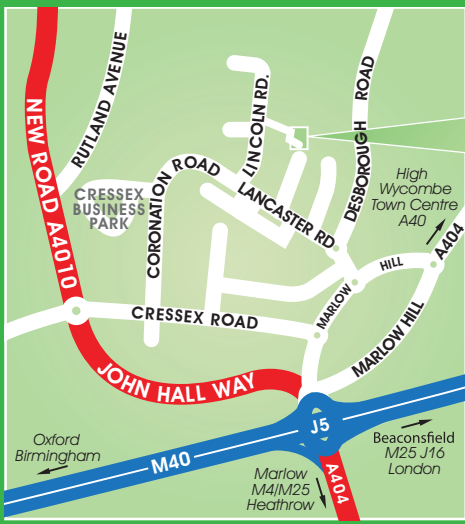 NEW ROAD A4010
RUTLAND AVENUE
LINCOLN RD.
DESBOROUGH ROAD
CORONATION ROAD
LANCASTER RD
CRESSEX
BUSINESS
PARK
High
Wycombe
Town Centre
A40
A404
MARLOW
HILL
MARLOW HILL
CRESSEX ROAD
JOHN HALL WAY
J5
M40
A404
Oxford
Birmingham
Beaconsfield
M25 J16
London
Marlow
M4/M25
Heathrow